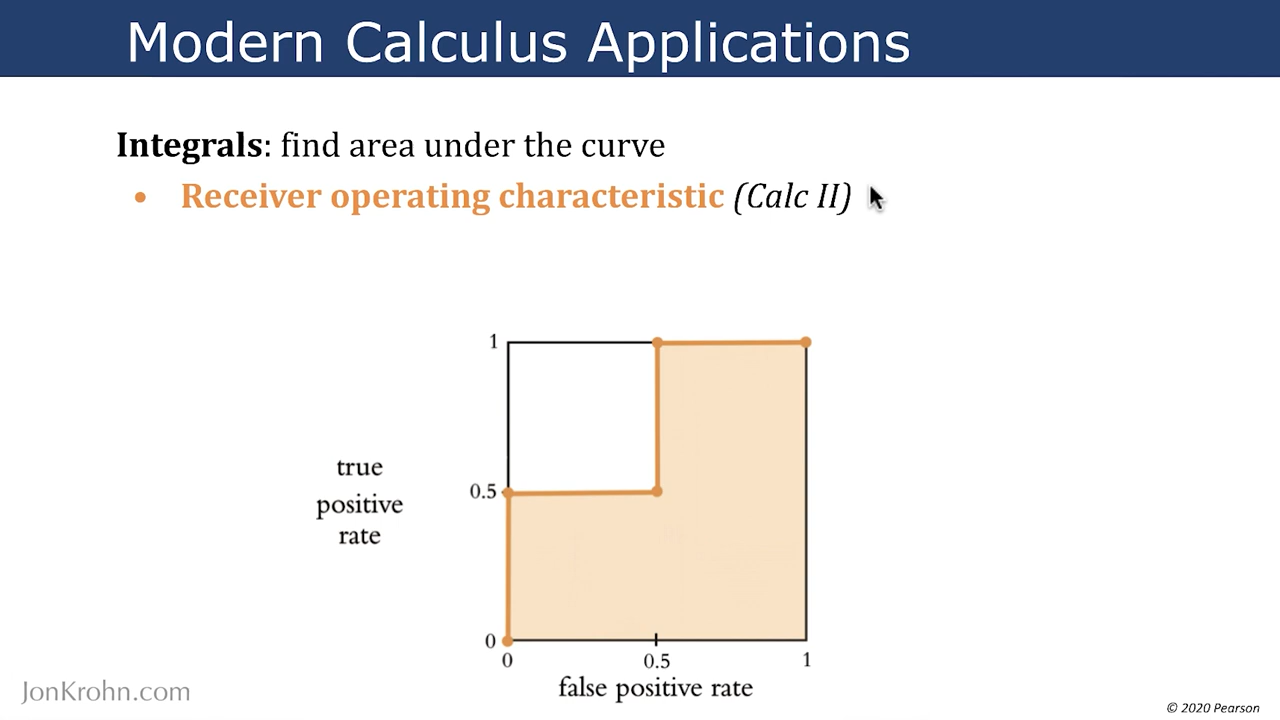 Modern Calculus Applications
Integrals: find area under the curve
• Receiver operating characteristic (Calc II)
1
true
positive
rate
0.5
0
0 0.5 1
false positive rate
JonKrohn.com
© 2020 Pearson